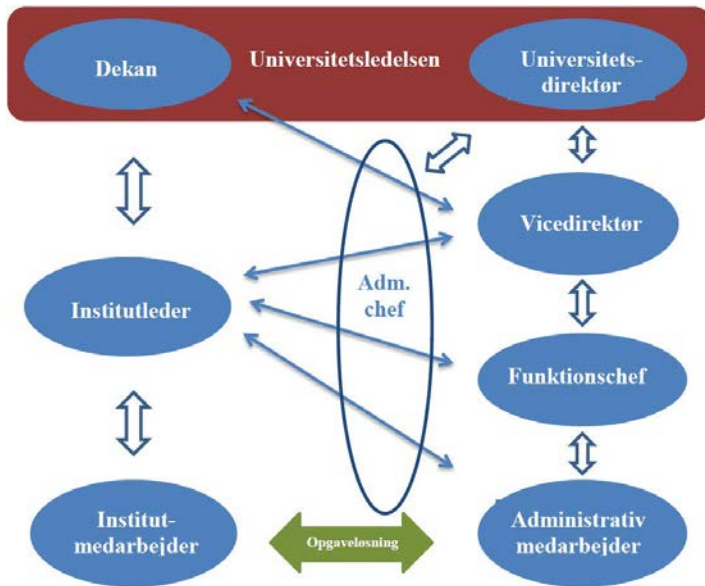 Dekan
Universitetsledelsen
Universitets-
direktør
Vicedirektør
Institutleder
Adm.
chef
Funktionschef
Institut-
medarbejder
Opgaveløsning
Administrativ
medarbejder